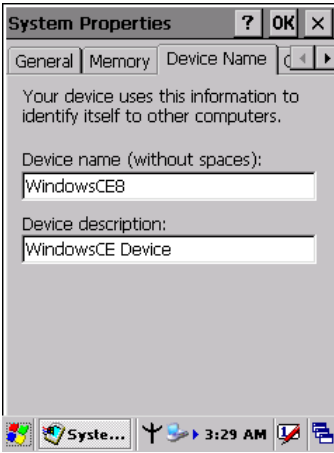 System Properties ? OK ×
General Memory Device Name
Your device uses this information to
identify itself to other computers.
Device name (without spaces):
WindowsCE8
Device description:
WindowsCE Device
Syste... 3:29 AM